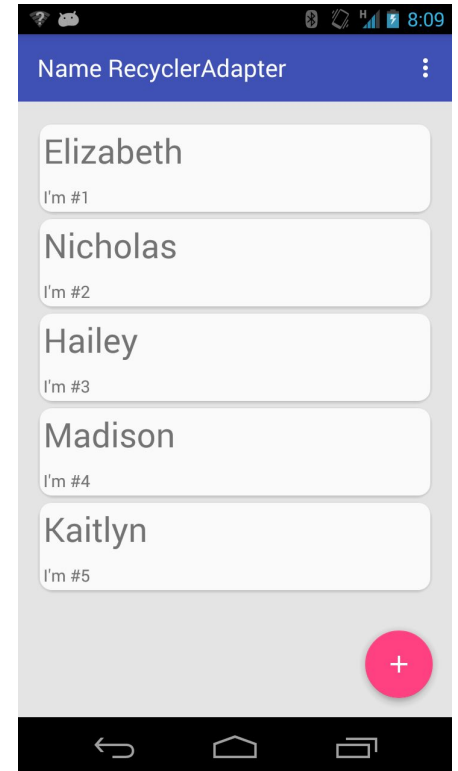 H 8:09
Name RecyclerAdapter
Elizabeth
I'm #1
Nicholas
I'm #2
Hailey
I'm #3
Madison
I'm #4
Kaitlyn
I'm #5
+